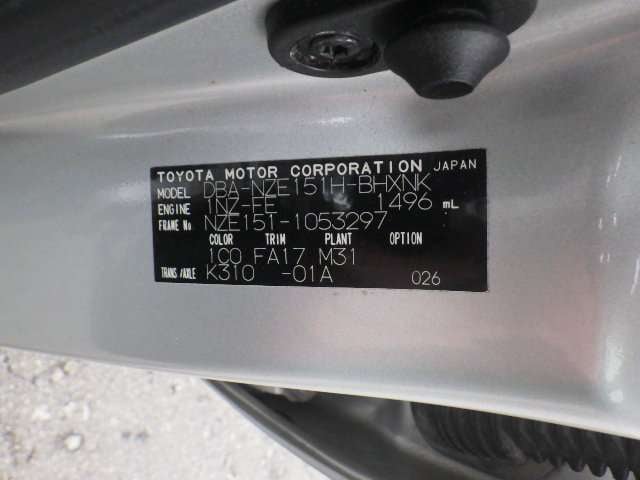 TOYOTA MOTOR CORPORATION JAPAN
MODEL DBA-NZE151H-BHXNK
ENGINE 1NZ-FE 1496 mL
FRAME No NZE151-1053297
COLOR TRIM PLANT OPTION
1C0 FA17 M31
TRANS/AXLE K310 -01A 026